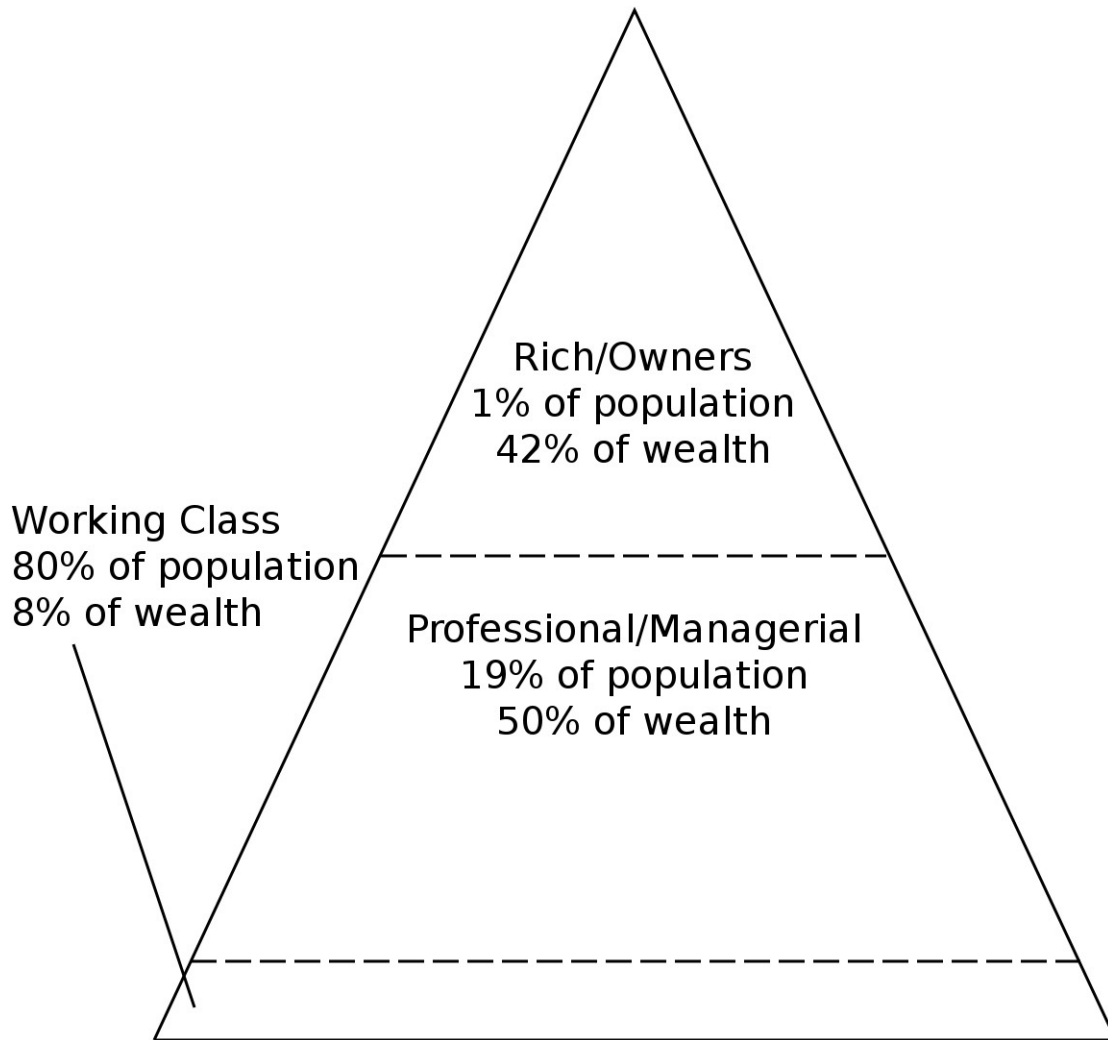 Rich/Owners
1% of population
42% of wealth
Working Class
80% of population
8% of wealth
Professional/Managerial
19% of population
50% of wealth